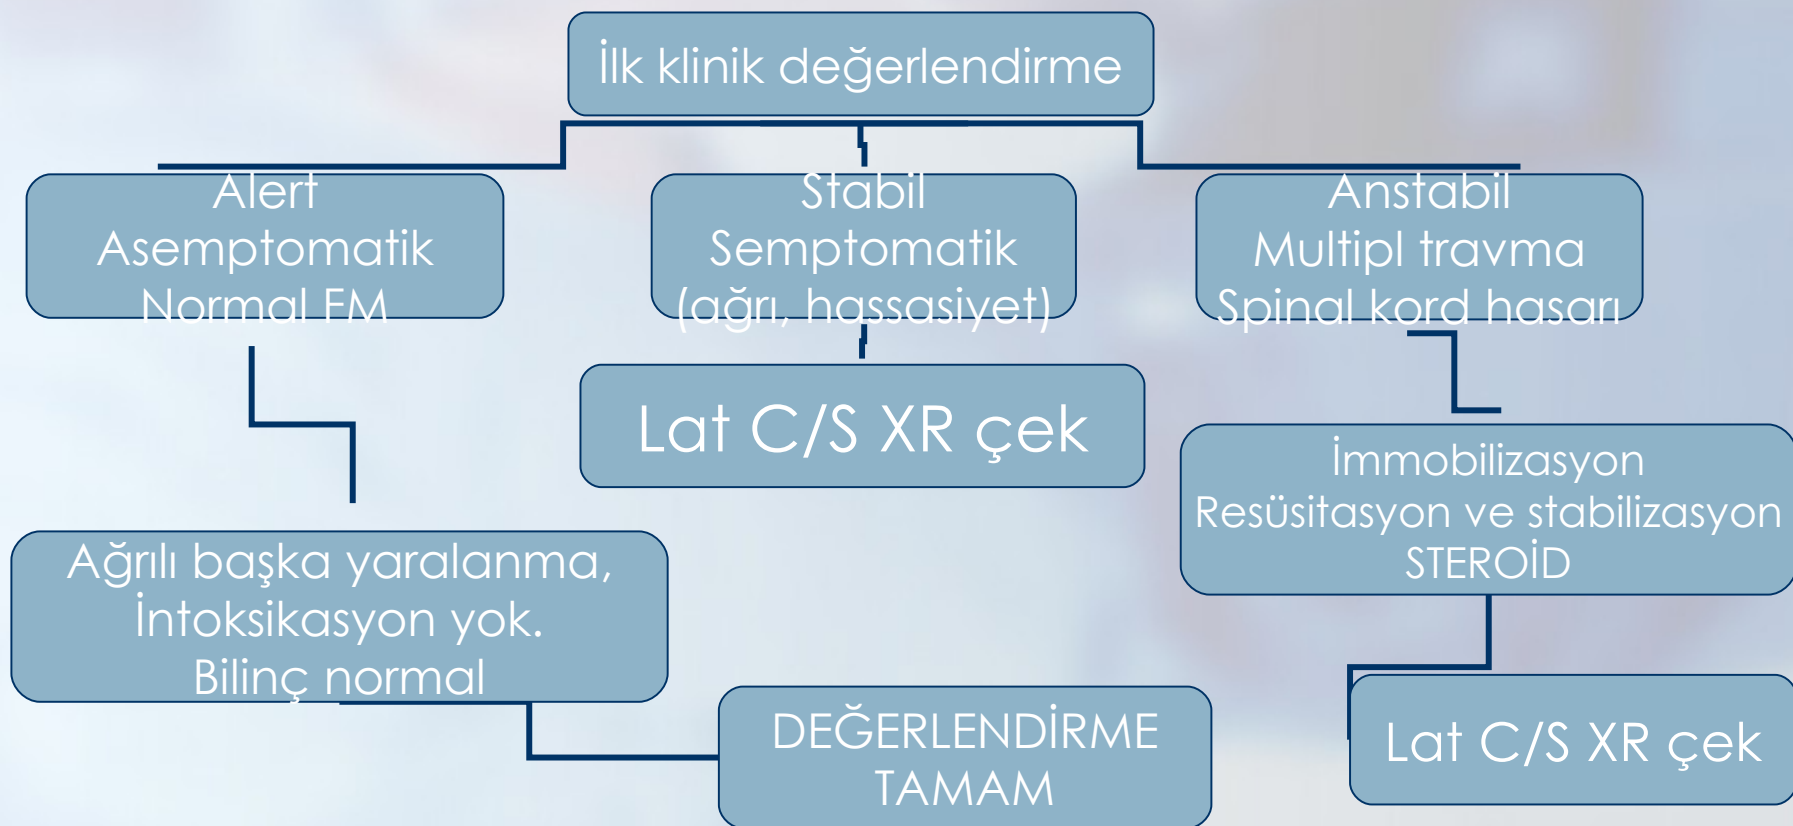 İlk klinik değerlendirme
Alert
Asemptomatik
Normal FM
Stabil
Semptomatik
(ağrı, hassasiyet)
Anstabil
Multipl travma
Spinal kord hasarı
Lat C/S XR çek
İmmobilizasyon
Resüsitasyon ve stabilizasyon
STEROİD
Ağrılı başka yaralanma,
İntoksikasyon yok.
Bilinç normal
DEĞERLENDİRME
TAMAM
Lat C/S XR çek